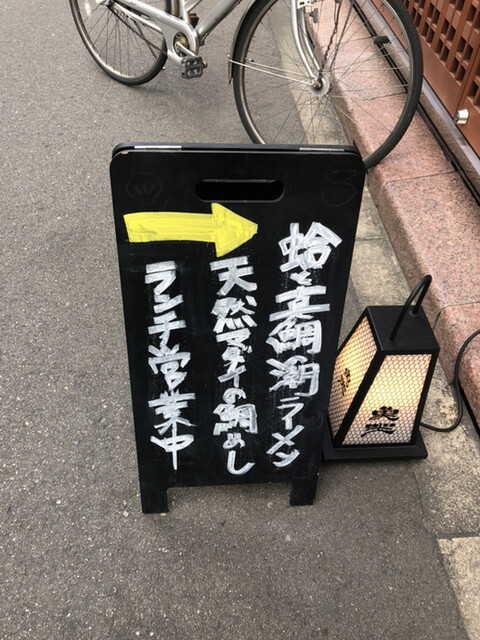 蛤と真鯛潮ラーメン
天然マダイの鯛めし
ランチ営業中